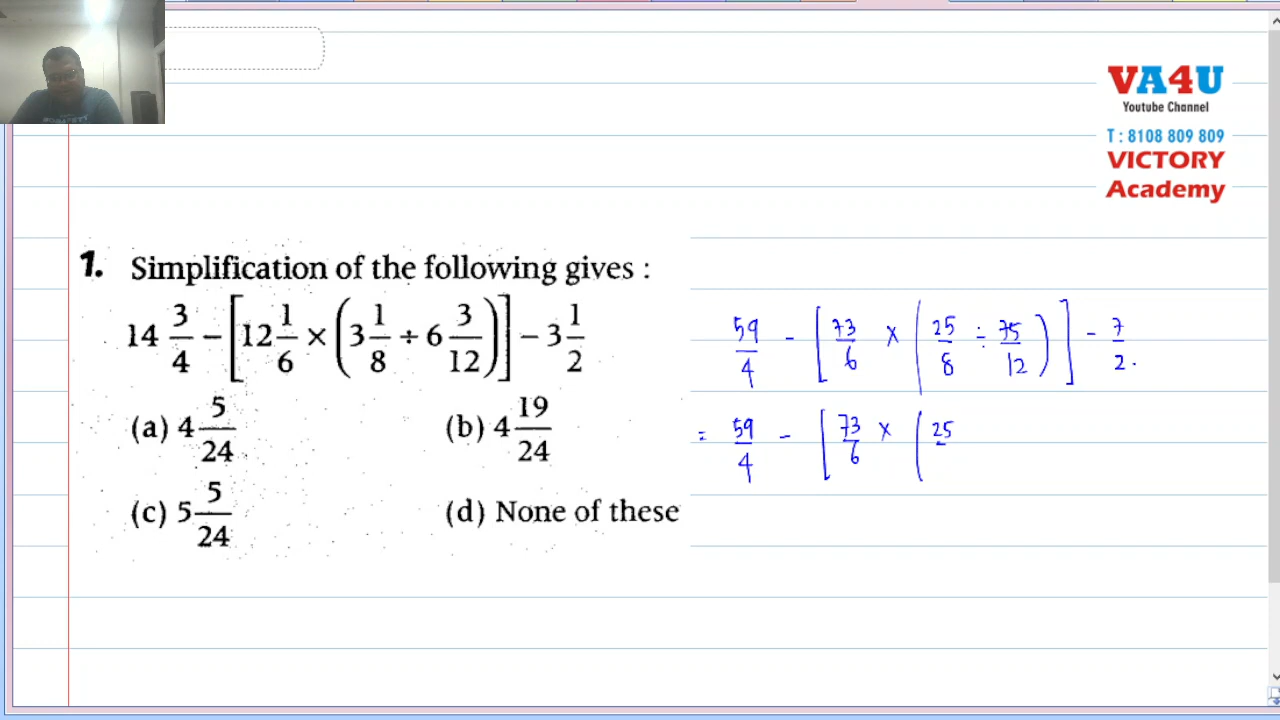 VA4U
Youtube Channel
T : 8108 809 809
VICTORY
Academy
1. Simplification of the following gives :
14 3/4 − [12 1/6 × (3 1/8 ÷ 6 3/12)] − 3 1/2
(a) 4 5/24 (b) 4 19/24
(c) 5 5/24 (d) None of these
59/4 - [73/6 × (25/8 ÷ 75/12)] - 7/2.
= 59/4 - [73/6 × (25